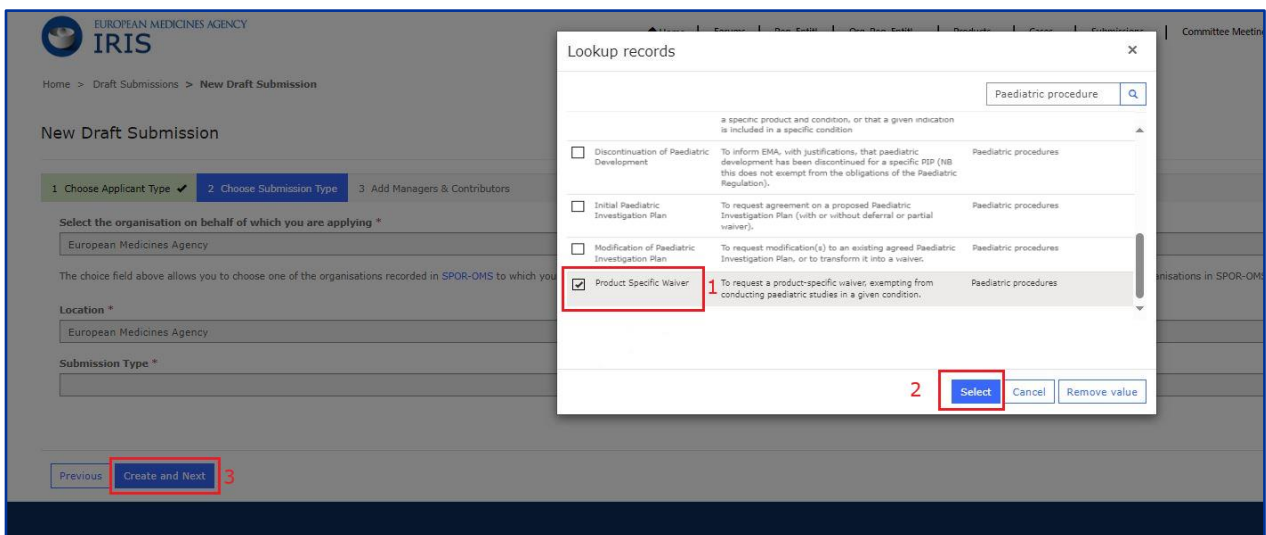 EUROPEAN MEDICINES AGENCY
IRIS
Home
Forums
Products
Cases
Submissions
Committee Meetin
Home > Draft Submissions > New Draft Submission
New Draft Submission
1 Choose Applicant Type ✔ 2 Choose Submission Type 3 Add Managers & Contributors
Select the organisation on behalf of which you are applying *
European Medicines Agency
The choice field above allows you to choose one of the organisations recorded in SPOR-OMS to which you
anisations in SPOR-OM
Location *
European Medicines Agency
Submission Type *
Previous Create and Next 3
Lookup records ×
Paediatric procedure
a specific product and condition, or that a given indication
is included in a specific condition
Discontinuation of Paediatric
Development
To inform EMA, with justifications, that paediatric
development has been discontinued for a specific PIP (NB
this does not exempt from the obligations of the Paediatric
Regulation).
Paediatric procedures
Initial Paediatric
Investigation Plan
To request agreement on a proposed Paediatric
Investigation Plan (with or without deferral or partial
waiver).
Paediatric procedures
Modification of Paediatric
Investigation Plan
To request modification(s) to an existing agreed Paediatric
Investigation Plan, or to transform it into a waiver.
Paediatric procedures
Product Specific Waiver
1
To request a product-specific waiver, exempting from
conducting paediatric studies in a given condition.
Paediatric procedures
2 Select Cancel Remove value